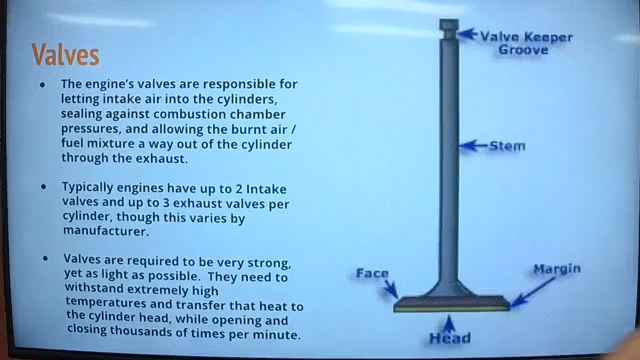 Valves
• The engine's valves are responsible for
letting intake air into the cylinders,
sealing against combustion chamber
pressures, and allowing the burnt air /
fuel mixture a way out of the cylinder
through the exhaust.
• Typically engines have up to 2 Intake
valves and up to 3 exhaust valves per
cylinder, though this varies by
manufacturer.
• Valves are required to be very strong,
yet as light as possible. They need to
withstand extremely high
temperatures and transfer that heat to
the cylinder head, while opening and
closing thousands of times per minute.
Valve Keeper
Groove
Stem
Face
Margin
Head